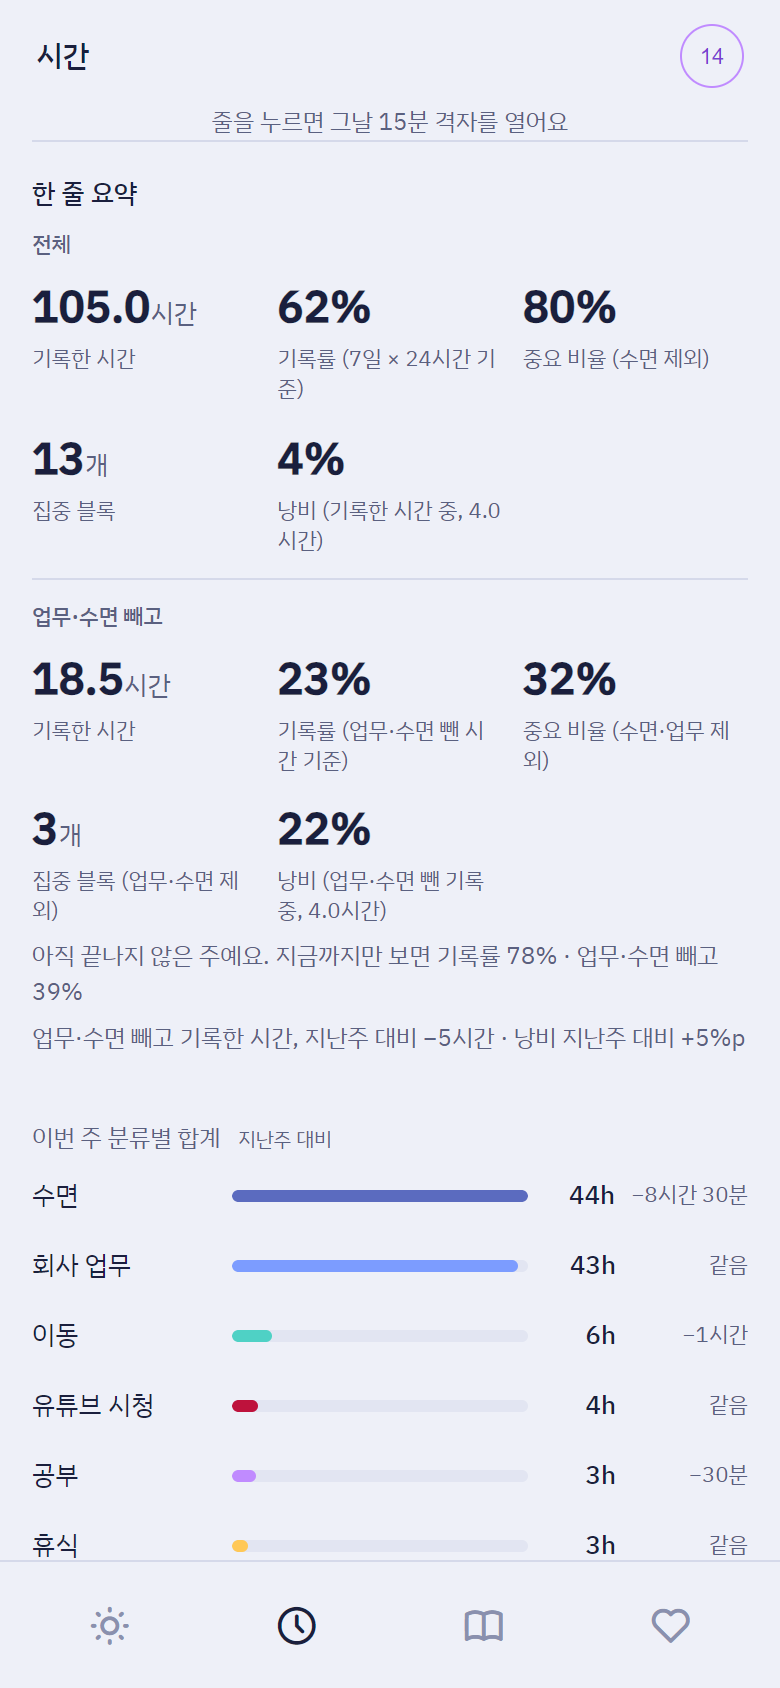 시간
14
줄을 누르면 그날 15분 격자를 열어요
한 줄 요약
전체
105.0시간
기록한 시간
62%
기록률 (7일 × 24시간 기
준)
80%
중요 비율 (수면 제외)
13개
집중 블록
4%
낭비 (기록한 시간 중, 4.0
시간)
업무·수면 빼고
18.5시간
기록한 시간
23%
기록률 (업무·수면 뺀 시
간 기준)
32%
중요 비율 (수면·업무 제
외)
3개
집중 블록 (업무·수면 제
외)
22%
낭비 (업무·수면 뺀 기록
중, 4.0시간)
아직 끝나지 않은 주예요. 지금까지만 보면 기록률 78% · 업무·수면 빼고
39%
업무·수면 빼고 기록한 시간, 지난주 대비 −5시간 · 낭비 지난주 대비 +5%p
이번 주 분류별 합계 지난주 대비
수면 44h −8시간 30분
회사 업무 43h 같음
이동 6h −1시간
유튜브 시청 4h 같음
공부 3h −30분
휴식 3h 같음